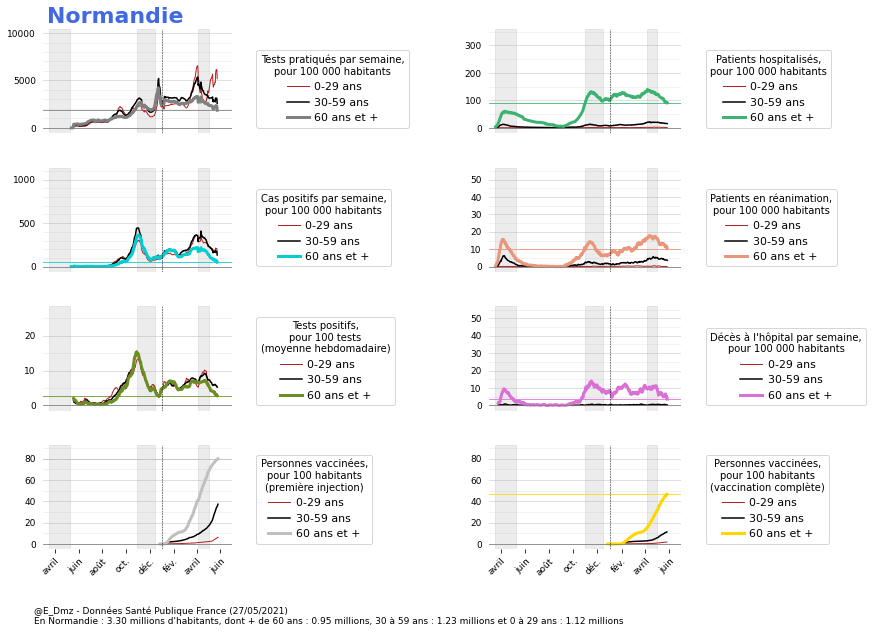 Normandie
10000
5000
0
Tests pratiqués par semaine,
pour 100 000 habitants
0-29 ans
30-59 ans
60 ans et +
300
200
100
0
Patients hospitalisés,
pour 100 000 habitants
0-29 ans
30-59 ans
60 ans et +
1000
500
0
Cas positifs par semaine,
pour 100 000 habitants
0-29 ans
30-59 ans
60 ans et +
50
40
30
20
10
0
Patients en réanimation,
pour 100 000 habitants
0-29 ans
30-59 ans
60 ans et +
20
10
0
Tests positifs,
pour 100 tests
(moyenne hebdomadaire)
0-29 ans
30-59 ans
60 ans et +
50
40
30
20
10
0
Décès à l'hôpital par semaine,
pour 100 000 habitants
0-29 ans
30-59 ans
60 ans et +
80
60
40
20
0
avril juin août oct. déc. fév. avril juin
Personnes vaccinées,
pour 100 habitants
(première injection)
0-29 ans
30-59 ans
60 ans et +
80
60
40
20
0
avril juin août oct. déc. fév. avril juin
Personnes vaccinées,
pour 100 habitants
(vaccination complète)
0-29 ans
30-59 ans
60 ans et +
@E_Dmz - Données Santé Publique France (27/05/2021)
En Normandie : 3.30 millions d'habitants, dont + de 60 ans : 0.95 millions, 30 à 59 ans : 1.23 millions et 0 à 29 ans : 1.12 millions